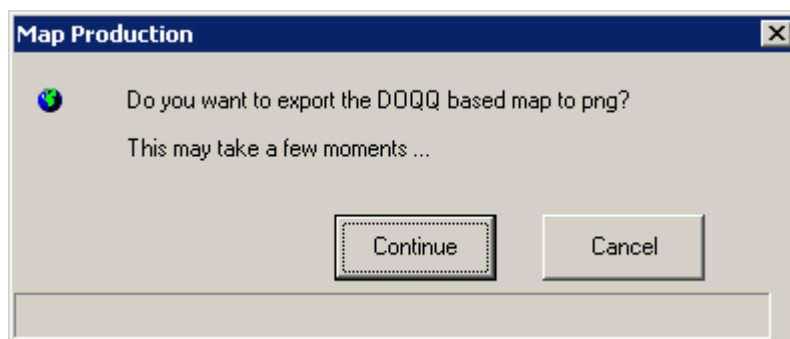 Map Production
Do you want to export the DOQQ based map to png?
This may take a few moments ...
Continue
Cancel